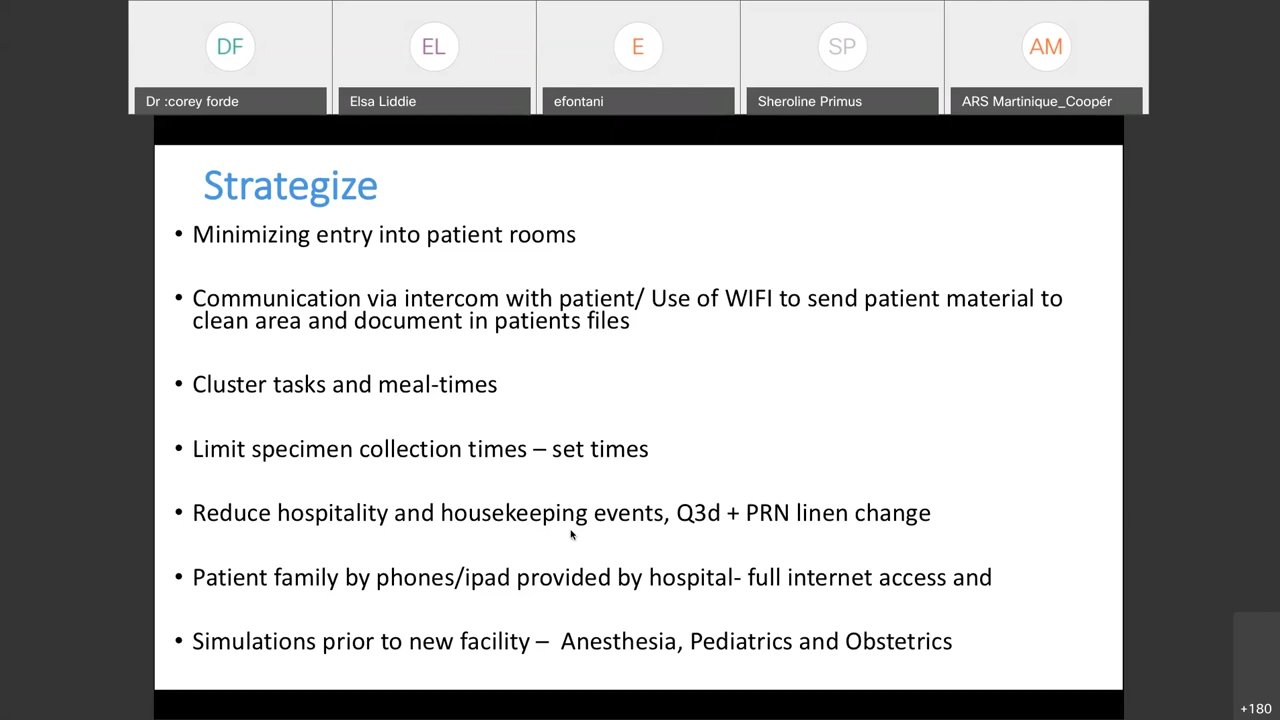 DF
EL
E
SP
AM
Dr :corey forde
Elsa Liddie
efontani
Sheroline Primus
ARS Martinique_Coopér
Strategize
• Minimizing entry into patient rooms
• Communication via intercom with patient/ Use of WIFI to send patient material to
clean area and document in patients files
• Cluster tasks and meal-times
• Limit specimen collection times – set times
• Reduce hospitality and housekeeping events, Q3d + PRN linen change
• Patient family by phones/ipad provided by hospital- full internet access and
• Simulations prior to new facility – Anesthesia, Pediatrics and Obstetrics
+180